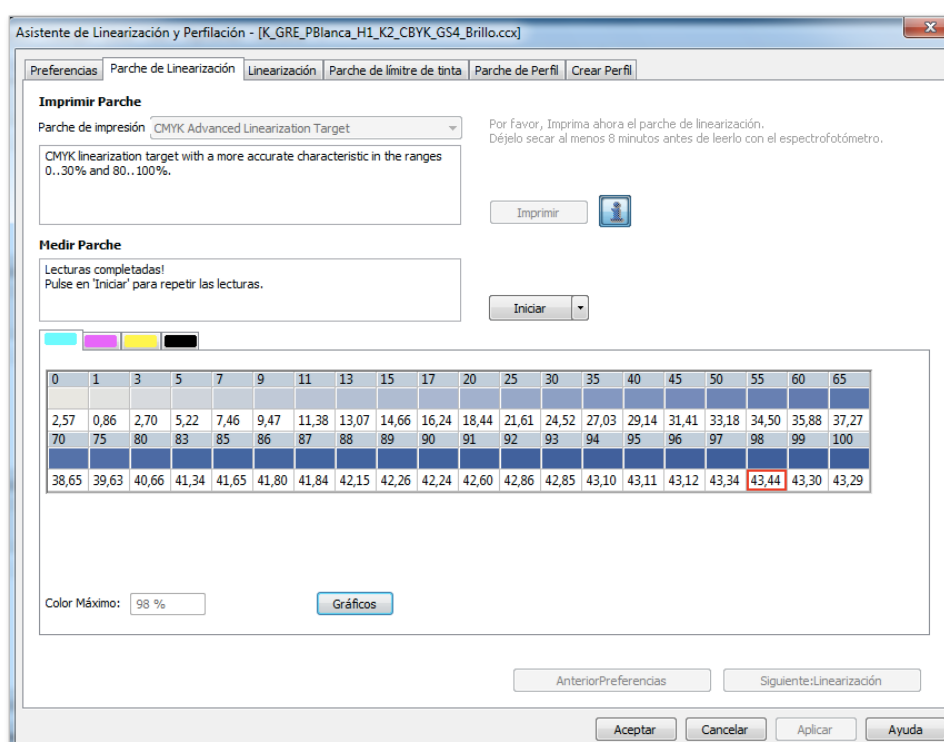 Asistente de Linearización y Perfilación - [K_GRE_PBlanca_H1_K2_CBYK_GS4_Brillo.ccx]
Preferencias Parche de Linearización Linearización Parche de límitre de tinta Parche de Perfil Crear Perfil
Imprimir Parche
Parche de impresión CMYK Advanced Linearization Target
Por favor, Imprima ahora el parche de linearización.
Déjelo secar al menos 8 minutos antes de leerlo con el espectrofotómetro.
CMYK linearization target with a more accurate characteristic in the ranges
0..30% and 80..100%.
Imprimir
Medir Parche
Lecturas completadas!
Pulse en 'Iniciar' para repetir las lecturas.
Iniciar
0 1 3 5 7 9 11 13 15 17 20 25 30 35 40 45 50 55 60 65
2,57 0,86 2,70 5,22 7,46 9,47 11,38 13,07 14,66 16,24 18,44 21,61 24,52 27,03 29,14 31,41 33,18 34,50 35,88 37,27
70 75 80 83 85 86 87 88 89 90 91 92 93 94 95 96 97 98 99 100
38,65 39,63 40,66 41,34 41,65 41,80 41,84 42,15 42,26 42,24 42,60 42,86 42,85 43,10 43,11 43,12 43,34 43,44 43,30 43,29
Color Máximo: 98 %
Gráficos
AnteriorPreferencias
Siguiente:Linearización
Aceptar Cancelar Aplicar Ayuda